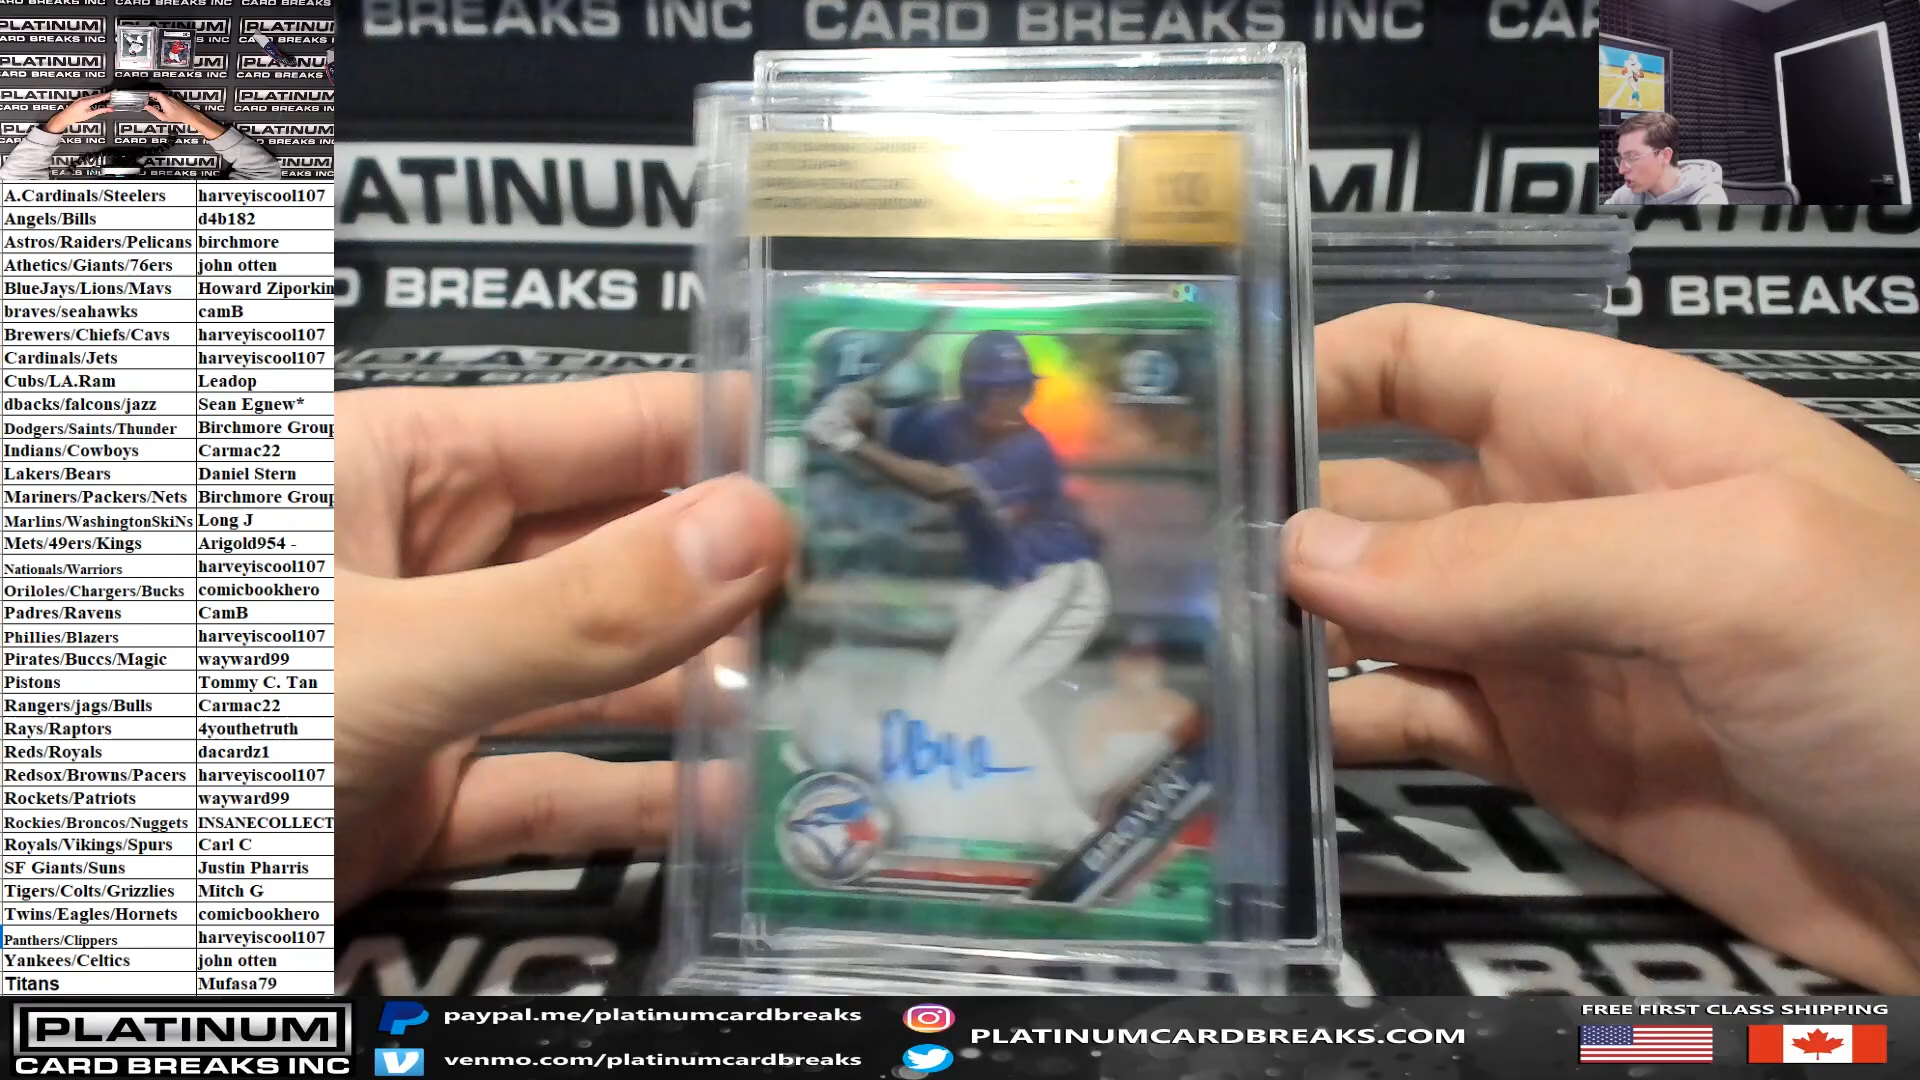 PLATINUM
CARD BREAKS INC
A.Cardinals/Steelers harveyiscool107
Angels/Bills d4b182
Astros/Raiders/Pelicans birchmore
Athetics/Giants/76ers john otten
BlueJays/Lions/Mavs Howard Ziporkin
braves/seahawks camB
Brewers/Chiefs/Cavs harveyiscool107
Cardinals/Jets harveyiscool107
Cubs/LA.Ram Leadop
dbacks/falcons/jazz Sean Egnew*
Dodgers/Saints/Thunder Birchmore Group
Indians/Cowboys Carmac22
Lakers/Bears Daniel Stern
Mariners/Packers/Nets Birchmore Group
Marlins/WashingtonSkiNs Long J
Mets/49ers/Kings Arigold954 -
Nationals/Warriors harveyiscool107
Oriloles/Chargers/Bucks comicbookhero
Padres/Ravens CamB
Phillies/Blazers harveyiscool107
Pirates/Buccs/Magic wayward99
Pistons Tommy C. Tan
Rangers/jags/Bulls Carmac22
Rays/Raptors 4youthetruth
Reds/Royals dacardz1
Redsox/Browns/Pacers harveyiscool107
Rockets/Patriots wayward99
Rockies/Broncos/Nuggets INSANECOLLECT
Royals/Vikings/Spurs Carl C
SF Giants/Suns Justin Pharris
Tigers/Colts/Grizzlies Mitch G
Twins/Eagles/Hornets comicbookhero
Panthers/Clippers harveyiscool107
Yankees/Celtics john otten
Titans Mufasa79
BREAKS INC CARD BREAKS INC
PLATINUM
CARD BREAKS INC
BROWN
PLATINUM
CARD BREAKS INC
paypal.me/platinumcardbreaks
venmo.com/platinumcardbreaks
PLATINUMCARDBREAKS.COM
FREE FIRST CLASS SHIPPING